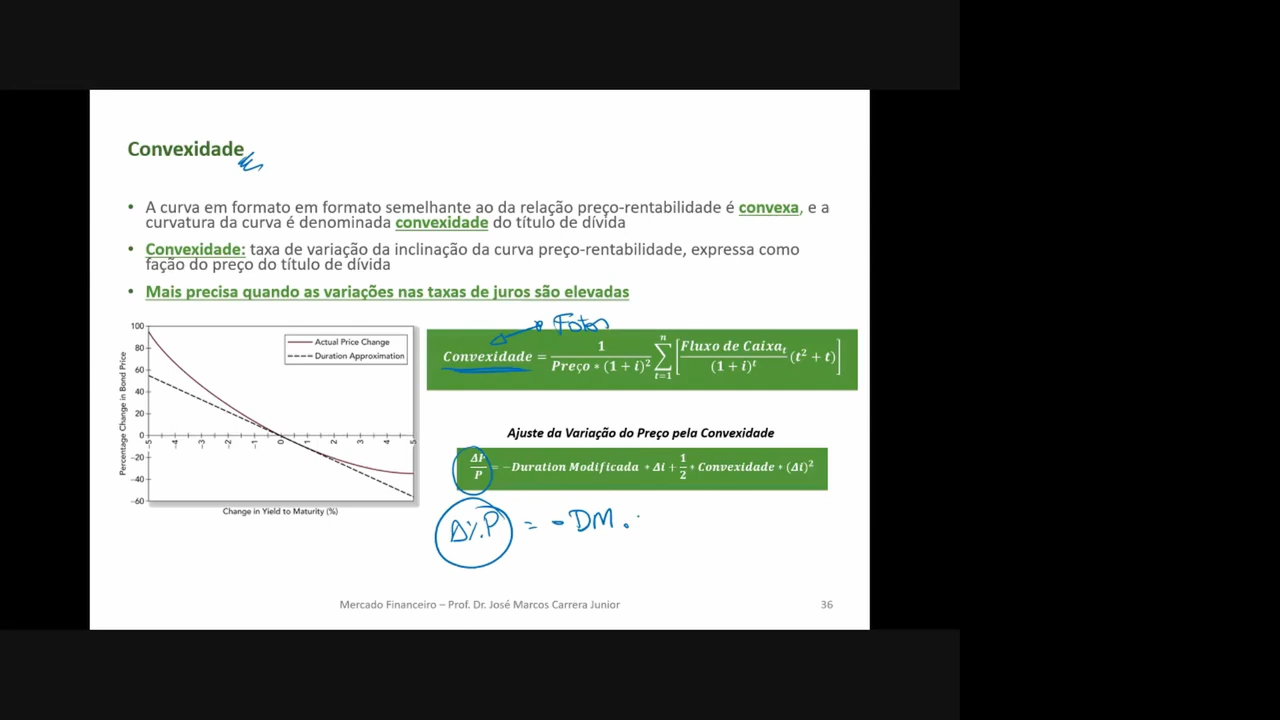 Convexidade
• A curva em formato em formato semelhante ao da relação preço-rentabilidade é convexa, e a
curvatura da curva é denominada convexidade do título de dívida
• Convexidade: taxa de variação da inclinação da curva preço-rentabilidade, expressa como
fação do preço do título de dívida
• Mais precisa quando as variações nas taxas de juros são elevadas
Percentage Change in Bond Price
100
80
60
40
20
0
-20
-40
-60
-5 -4 -3 -2 -1 0 1 2 3 4 5
Actual Price Change
Duration Approximation
Change in Yield to Maturity (%)
Convexidade = 1 / Preço * (1 + i)² ∑ t=1 n [Fluxo de Caixa_t / (1 + i)^t (t² + t)]
Ajuste da Variação do Preço pela Convexidade
ΔP/P = −Duration Modificada * Δi + 1/2 * Convexidade * (Δi)²
Δ%P = - DM .
Mercado Financeiro – Prof. Dr. José Marcos Carrera Junior
36